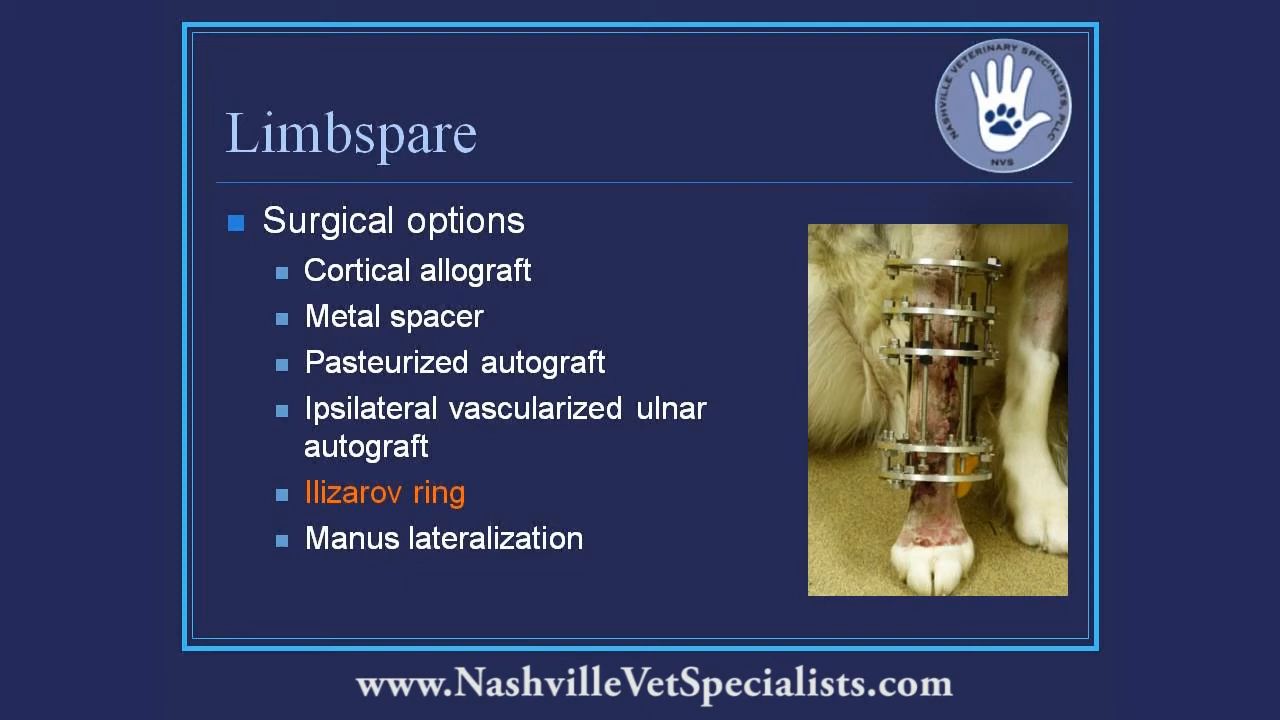 NASHVILLE VETERINARY SPECIALISTS, PLLC
NVS
Limbspare
Surgical options
Cortical allograft
Metal spacer
Pasteurized autograft
Ipsilateral vascularized ulnar
autograft
Ilizarov ring
Manus lateralization
www.NashvilleVetSpecialists.com